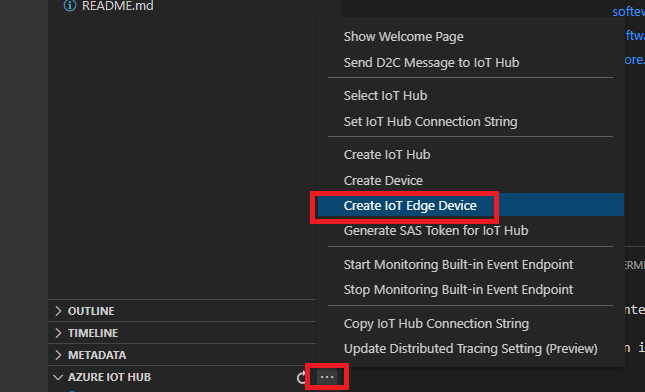 README.md
softew
Show Welcome Page
ftwa
Send D2C Message to IoT Hub
ore.
Select IoT Hub
Set IoT Hub Connection String
Create IoT Hub
Create Device
Create IoT Edge Device
Generate SAS Token for IoT Hub
Start Monitoring Built-in Event Endpoint
ERMI
Stop Monitoring Built-in Event Endpoint
OUTLINE
nte
Copy IoT Hub Connection String
TIMELINE
Update Distributed Tracing Setting (Preview)
n i
METADATA
AZURE IOT HUB
...